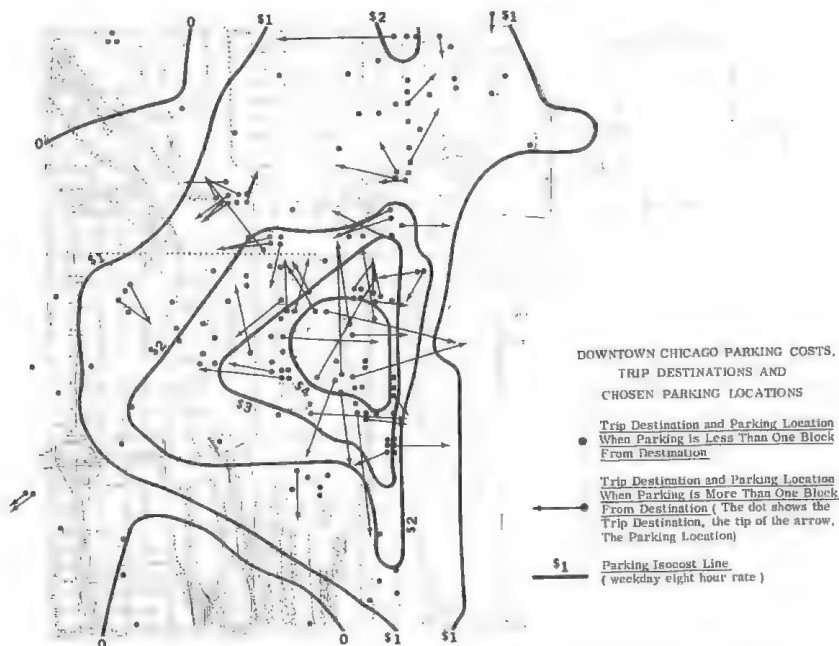 0
$1
$2
$1
0
$1
$2
$3
$4
$2
0
0
$1
$1
DOWNTOWN CHICAGO PARKING COSTS,
TRIP DESTINATIONS AND
CHOSEN PARKING LOCATIONS
Trip Destination and Parking Location
When Parking is Less Than One Block
From Destination
Trip Destination and Parking Location
When Parking is More Than One Block
From Destination ( The dot shows the
Trip Destination, the tip of the arrow,
The Parking Location)
$1 Parking Isocost Line
( weekday eight hour rate )